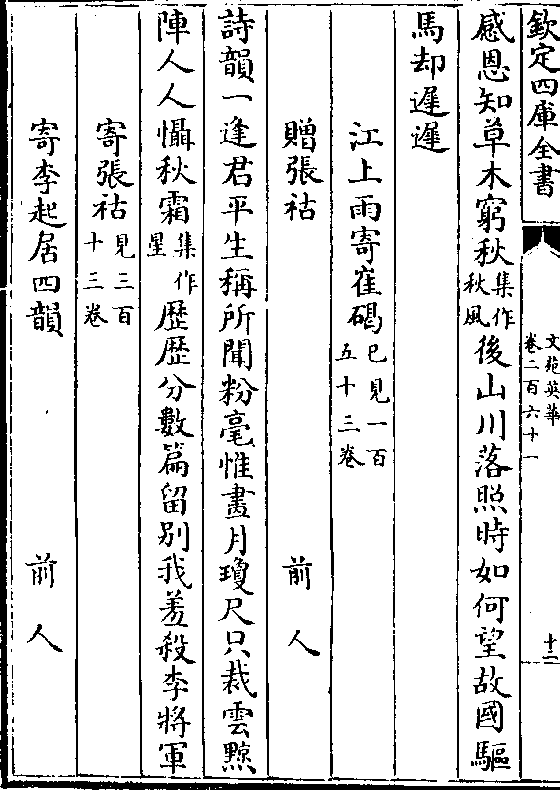 欽定四庫全書
文苑英華
卷二百六十一
十二
感恩知草木窮秋集作秋風後山川落照時如何望故國驅
馬却遲遲
江上雨寄崔碣已見一百五十三卷
贈張祜 前人
詩韻一逢君平生稱所聞粉毫惟畫月瓊尺只裁雲黥
陣人人懾秋霜集作星歴歴分數篇留別我羞殺李將軍
寄張祜見三百十三卷
寄李起居四韻 前人